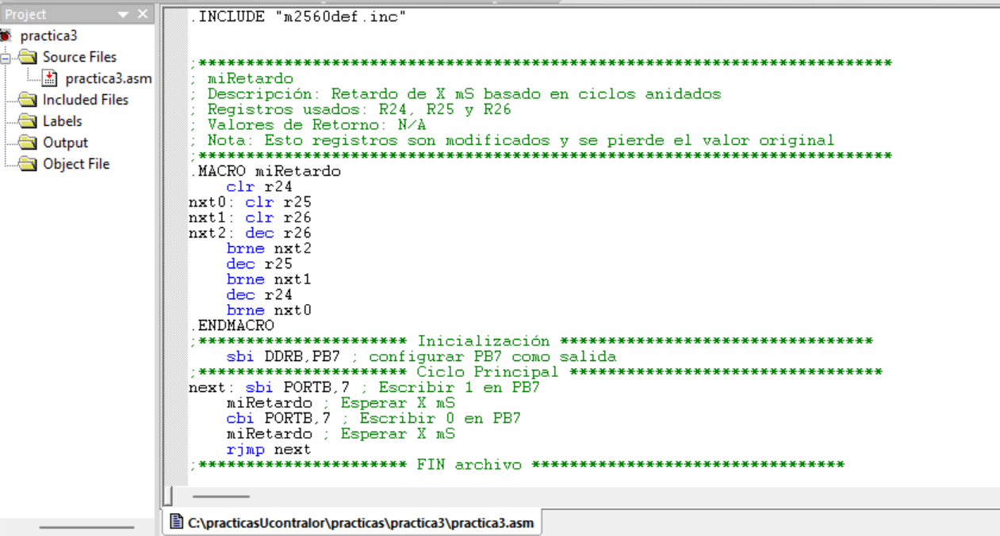 Project
practica3
Source Files
practica3.asm
Included Files
Labels
Output
Object File
.INCLUDE "m2560def.inc"
;*************************************************************************
; miRetardo
; Descripción: Retardo de X mS basado en ciclos anidados
; Registros usados: R24, R25 y R26
; Valores de Retorno: N/A
; Nota: Esto registros son modificados y se pierde el valor original
;*************************************************************************
.MACRO miRetardo
    clr r24
nxt0: clr r25
nxt1: clr r26
nxt2: dec r26
    brne nxt2
    dec r25
    brne nxt1
    dec r24
    brne nxt0
.ENDMACRO
;********************** Inicialización *********************************
    sbi DDRB,PB7 ; configurar PB7 como salida
;********************** Ciclo Principal *********************************
next: sbi PORTB,7 ; Escribir 1 en PB7
    miRetardo ; Esperar X mS
    cbi PORTB,7 ; Escribir 0 en PB7
    miRetardo ; Esperar X mS
    rjmp next
;********************** FIN archivo *********************************
C:\practicasUcontralor\practicas\practica3\practica3.asm